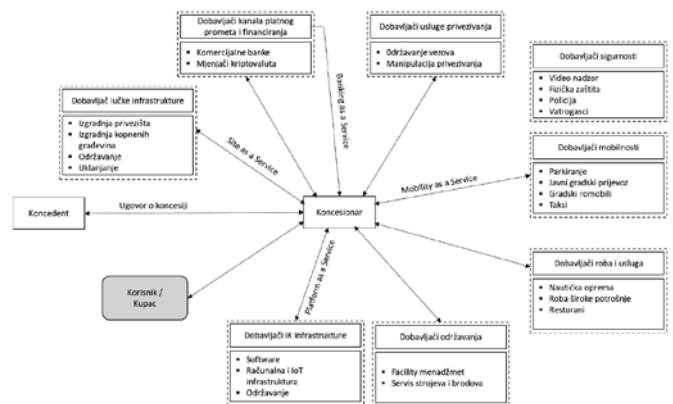 Dobavljači kanala platnog
prometa i financiranja
Komercijalne banke
Mjenjači kriptovaluta
Dobavljači usluge privezivanja
Održavanje vezova
Manipulacija privezivanja
Dobavljači sigurnosti
Video nadzor
Fizička zaštita
Policija
Vatrogasci
Dobavljač lučke infrastrukture
Izgradnja privezišta
Izgradnja kopnenih
građevina
Održavanje
Uklanjanje
Banking as a Service
Site as a Service
Dobavljači mobilnosti
Parkiranje
Javni gradski prijevoz
Gradski romobili
Taksi
Mobility as a Service
Koncedent
Ugovor o koncesiji
Koncesionar
Korisnik /
Kupac
Platform as a Service
Dobavljači roba i usluga
Nautička oprema
Roba široke potrošnje
Restorani
Dobavljači IK infrastrukture
Software
Računalna i IoT
infrastruktura
Održavanje
Dobavljači održavanja
Facility menadžmet
Servis strojeva i brodova